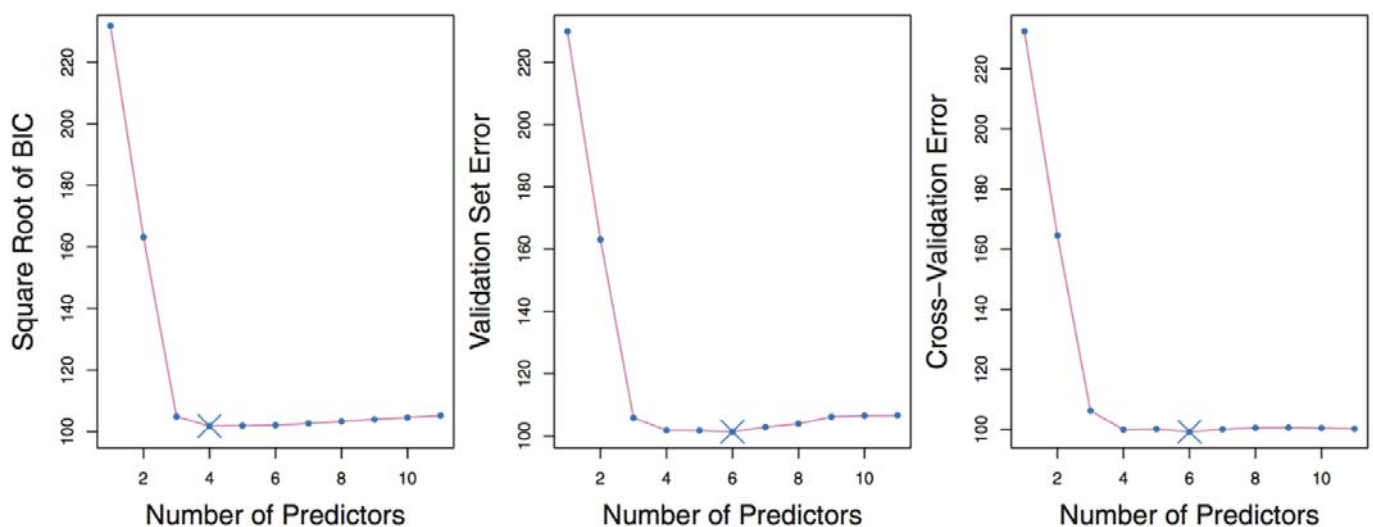 Square Root of BIC
220
200
180
160
140
120
100
2 4 6 8 10
Number of Predictors
Validation Set Error
220
200
180
160
140
120
100
2 4 6 8 10
Number of Predictors
Cross-Validation Error
220
200
180
160
140
120
100
2 4 6 8 10
Number of Predictors